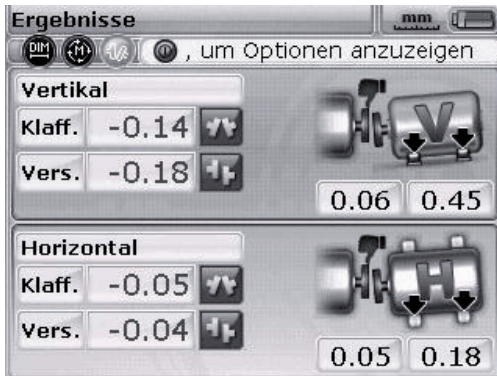 Ergebnisse mm
DIM M , um Optionen anzuzeigen
Vertikal
Klaff. -0.14
Vers. -0.18
V
0.06 0.45
Horizontal
Klaff. -0.05
Vers. -0.04
H
0.05 0.18